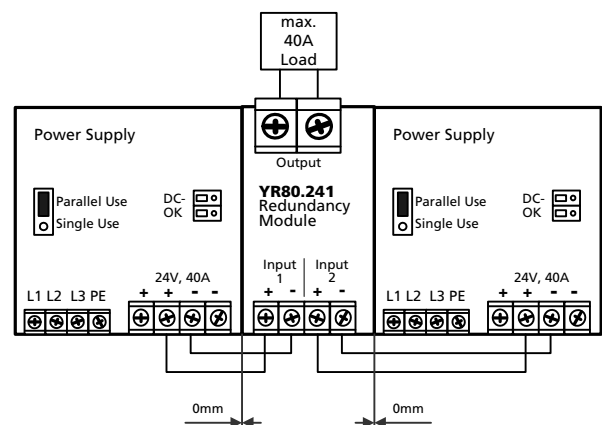 max.
40A
Load
Power Supply
Parallel Use
Single Use
DC-
OK
24V, 40A
+ + - -
L1 L2 L3 PE
Output
YR80.241
Redundancy
Module
Input
1
Input
2
+ - + -
Power Supply
Parallel Use
Single Use
DC-
OK
24V, 40A
+ + - -
L1 L2 L3 PE
0mm
0mm